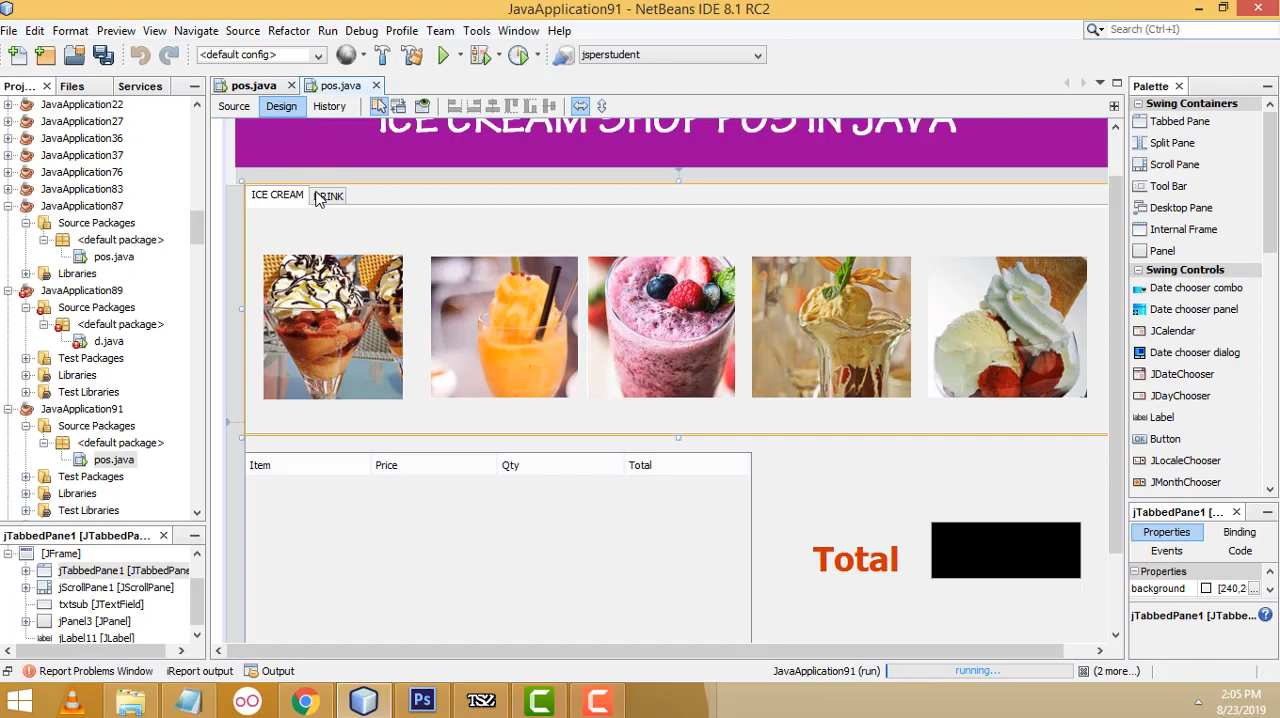 JavaApplication91 - NetBeans IDE 8.1 RC2
File Edit Format Preview View Navigate Source Refactor Run Debug Profile Team Tools Window Help
Search (Ctrl+I)
<default config>
jsperstudent
Proj...
Files
Services
pos.java
pos.java
Palette
Source
Design
History
JavaApplication22
JavaApplication27
JavaApplication36
JavaApplication37
JavaApplication76
JavaApplication83
JavaApplication87
Source Packages
<default package>
pos.java
Libraries
JavaApplication89
Source Packages
<default package>
d.java
Test Packages
Libraries
Test Libraries
JavaApplication91
Source Packages
<default package>
pos.java
Test Packages
Libraries
Test Libraries
jTabbedPane1 [JTabbedPa...
[JFrame]
jTabbedPane1 [JTabbedPane
jScrollPane1 [JScrollPane]
txtsub [JTextField]
jPanel3 [JPanel]
label jLabel11 [JLabel]
ICE CREAM SHOP POS IN JAVA
ICE CREAM
DRINK
Item
Price
Qty
Total
Total
Swing Containers
Tabbed Pane
Split Pane
Scroll Pane
Tool Bar
Desktop Pane
Internal Frame
Panel
Swing Controls
Date chooser combo
Date chooser panel
JCalendar
Date chooser dialog
JDateChooser
JDayChooser
label Label
OK Button
JLocaleChooser
JMonthChooser
jTabbedPane1 [...
Properties
Binding
Events
Code
Properties
background
[240,2...
jTabbedPane1 [JTabbe...
Report Problems Window
iReport output
Output
JavaApplication91 (run)
running...
(2 more...)
Ps
TS2
C
C
2:05 PM
8/23/2019